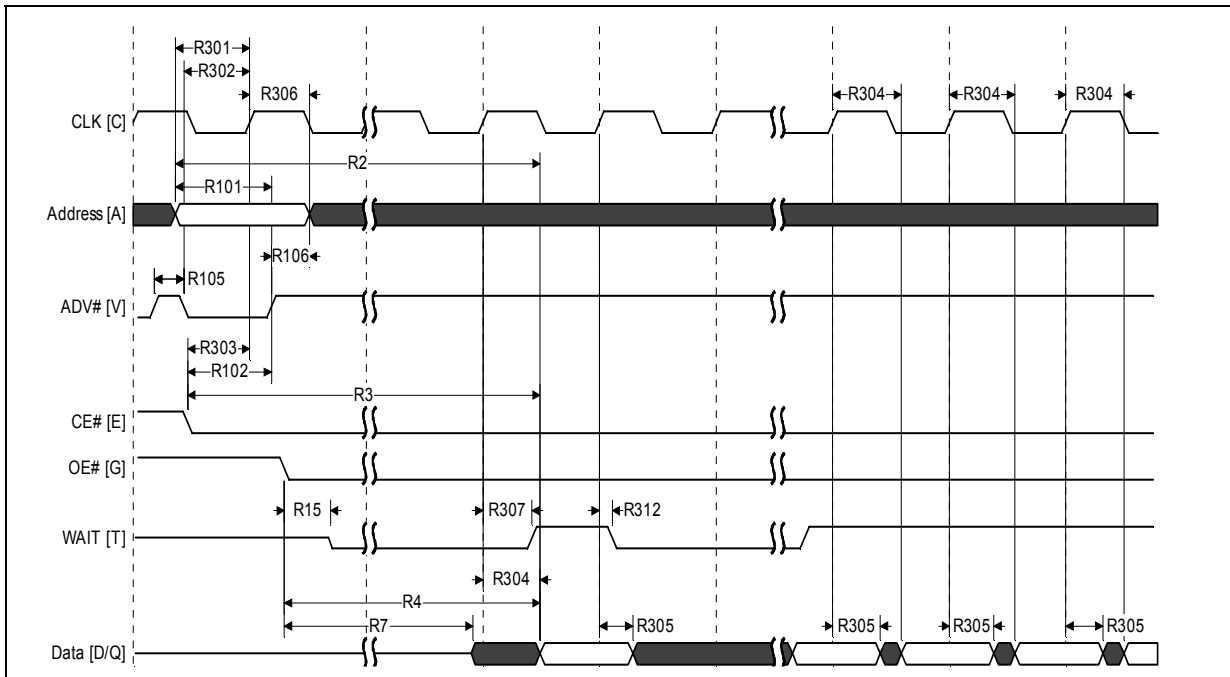 R301
R302
R306
R304 R304 R304
CLK [C]
R2
R101
Address [A]
R106
R105
ADV# [V]
R303
R102
R3
CE# [E]
OE# [G]
R15 R307 R312
WAIT [T]
R304
R4
R7 R305 R305 R305 R305
Data [D/Q]